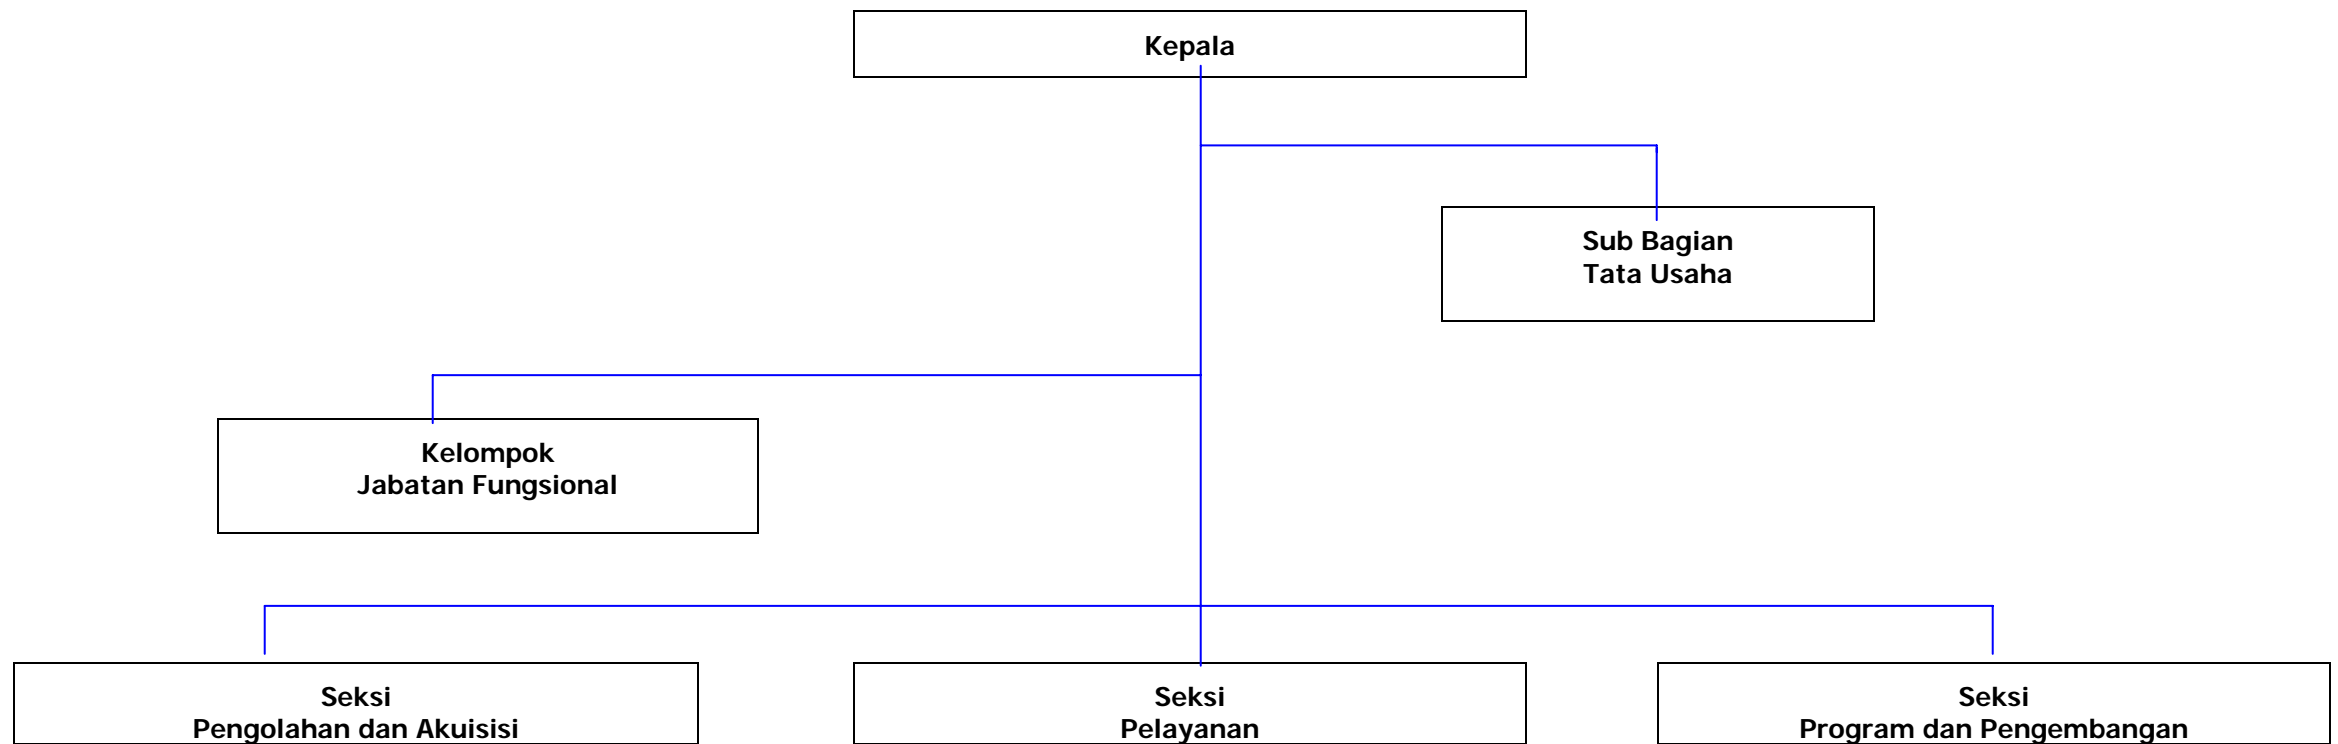 Kepala
Sub Bagian
Tata Usaha
Kelompok
Jabatan Fungsional
Seksi
Pengolahan dan Akuisisi
Seksi
Pelayanan
Seksi
Program dan Pengembangan